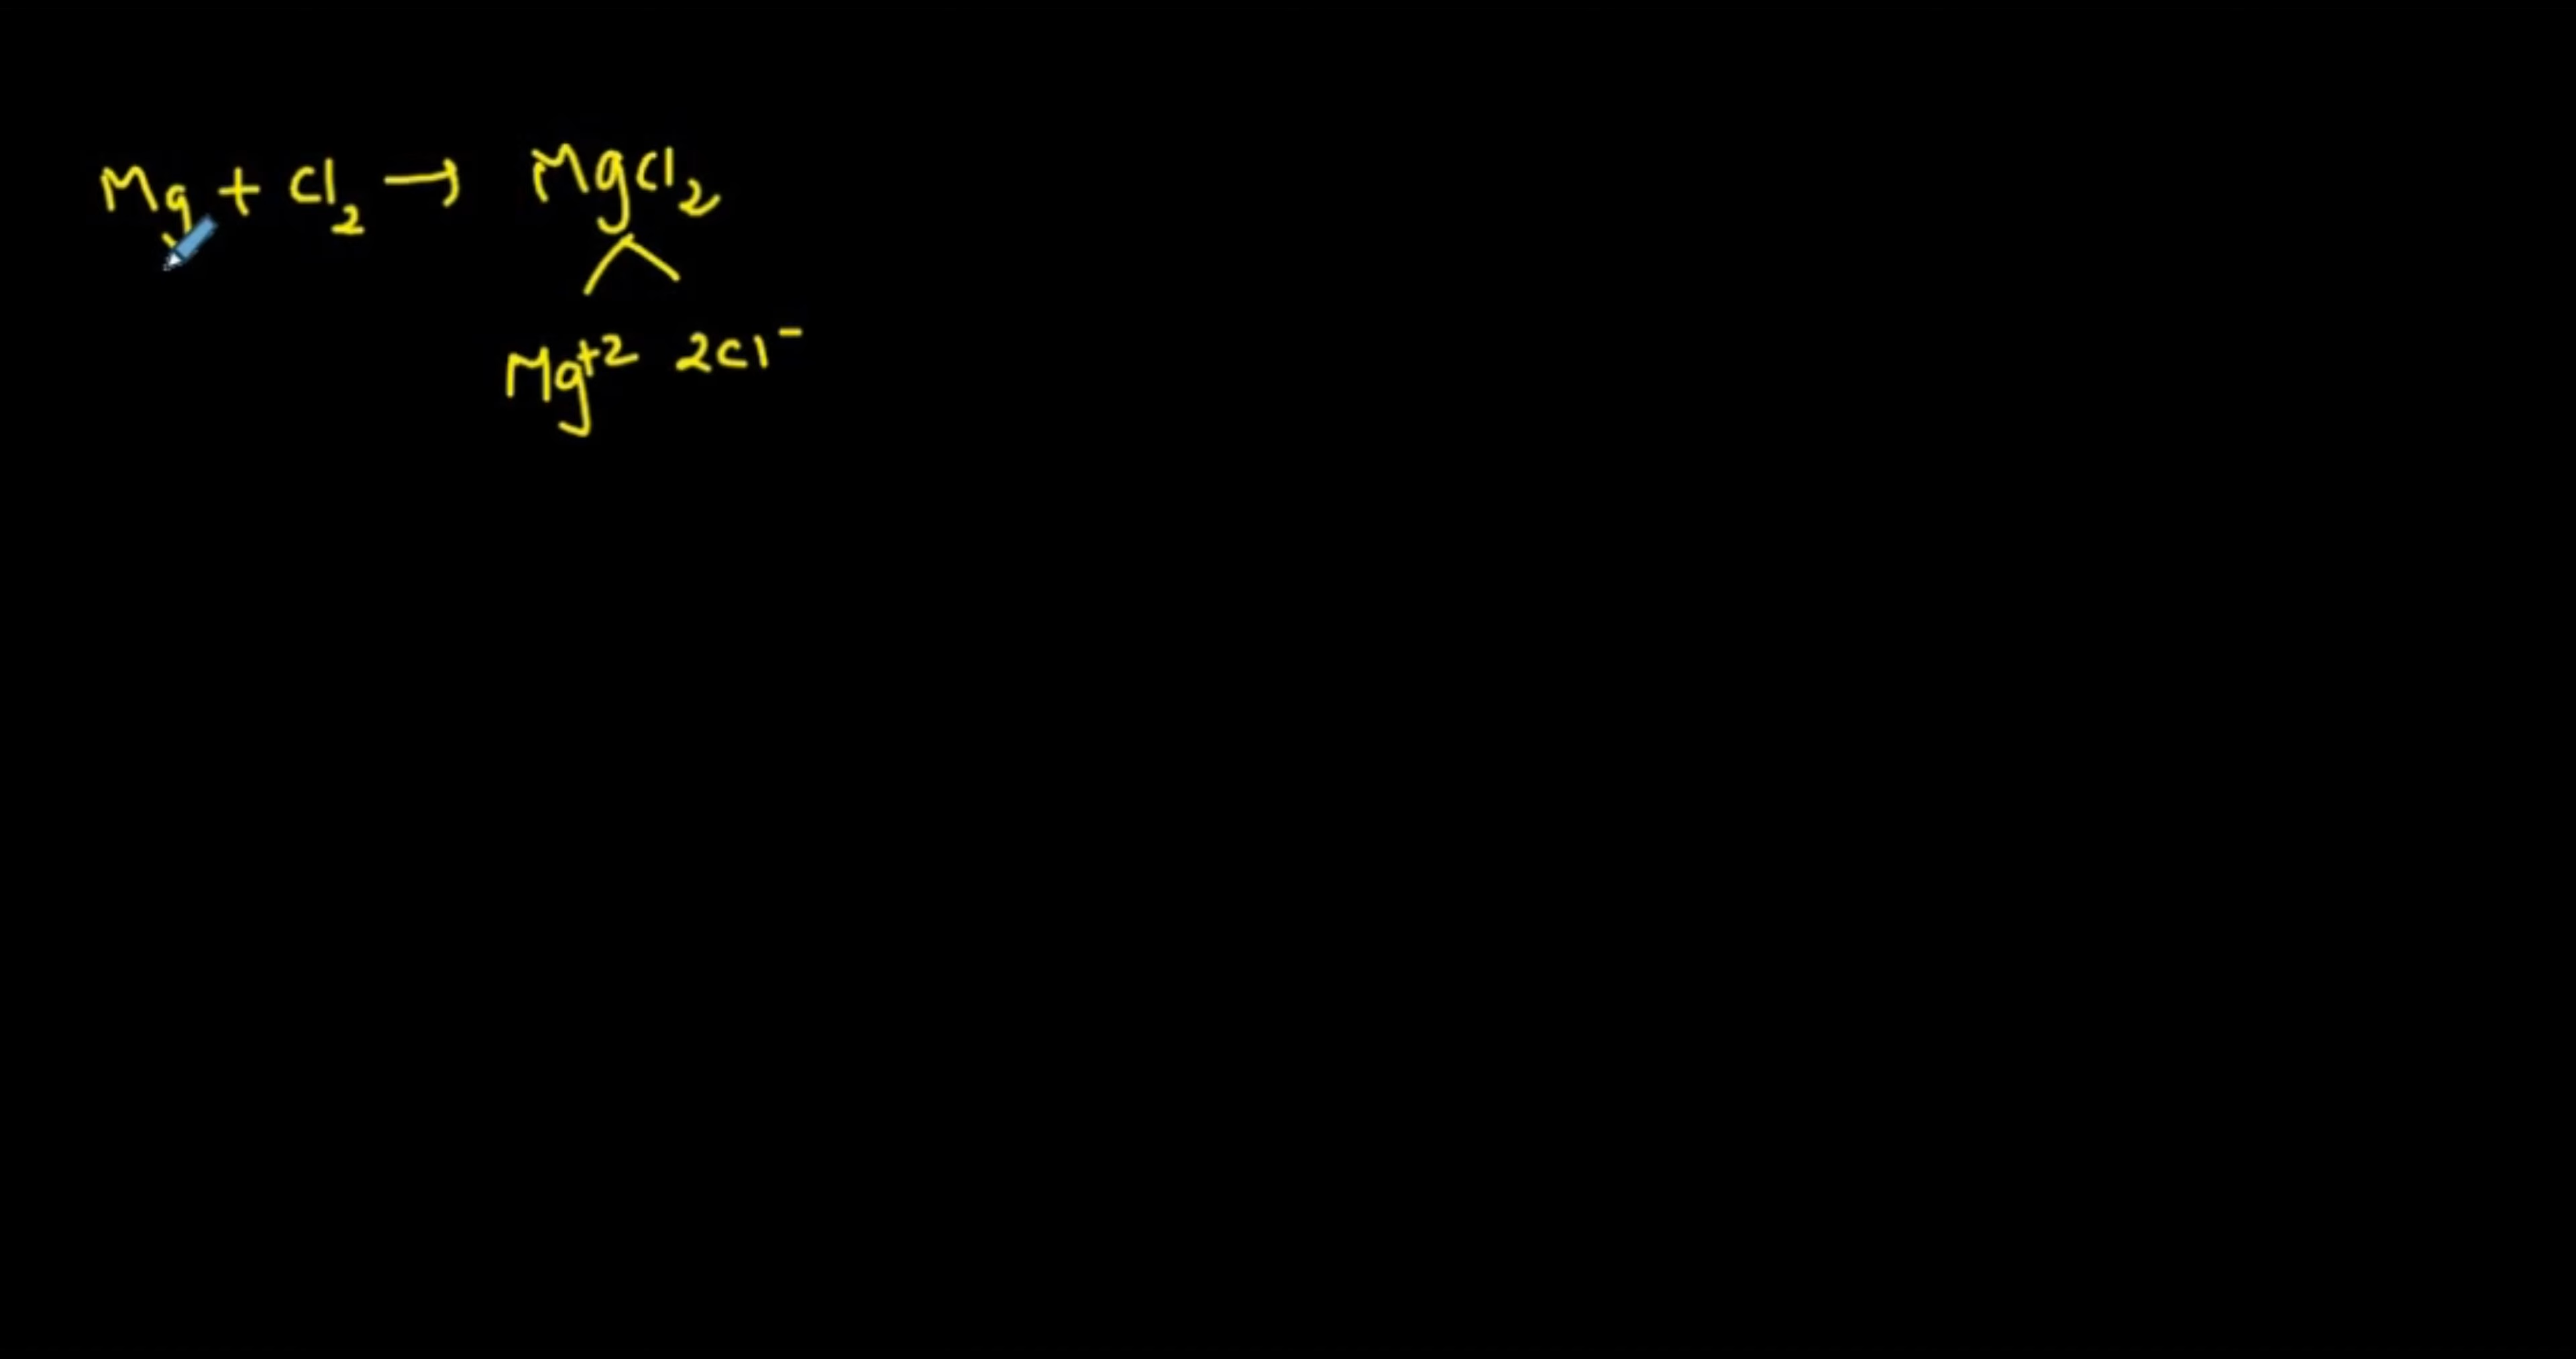 Mg + Cl₂ → MgCl₂
Mg⁺² 2Cl⁻